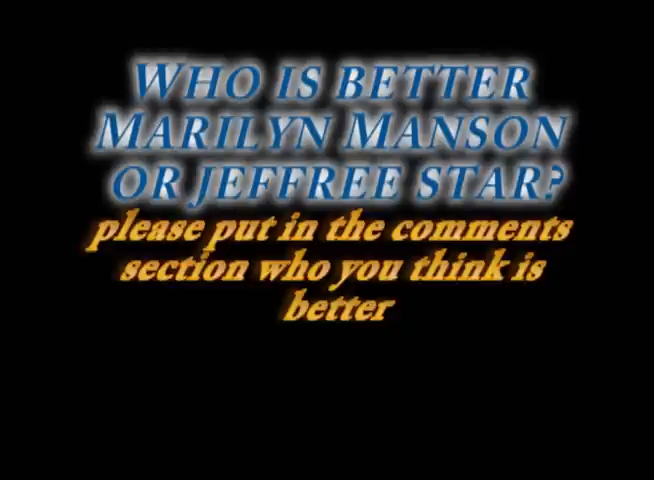 WHO IS BETTER
MARILYN MANSON
OR JEFFREE STAR?
please put in the comments
section who you think is
better